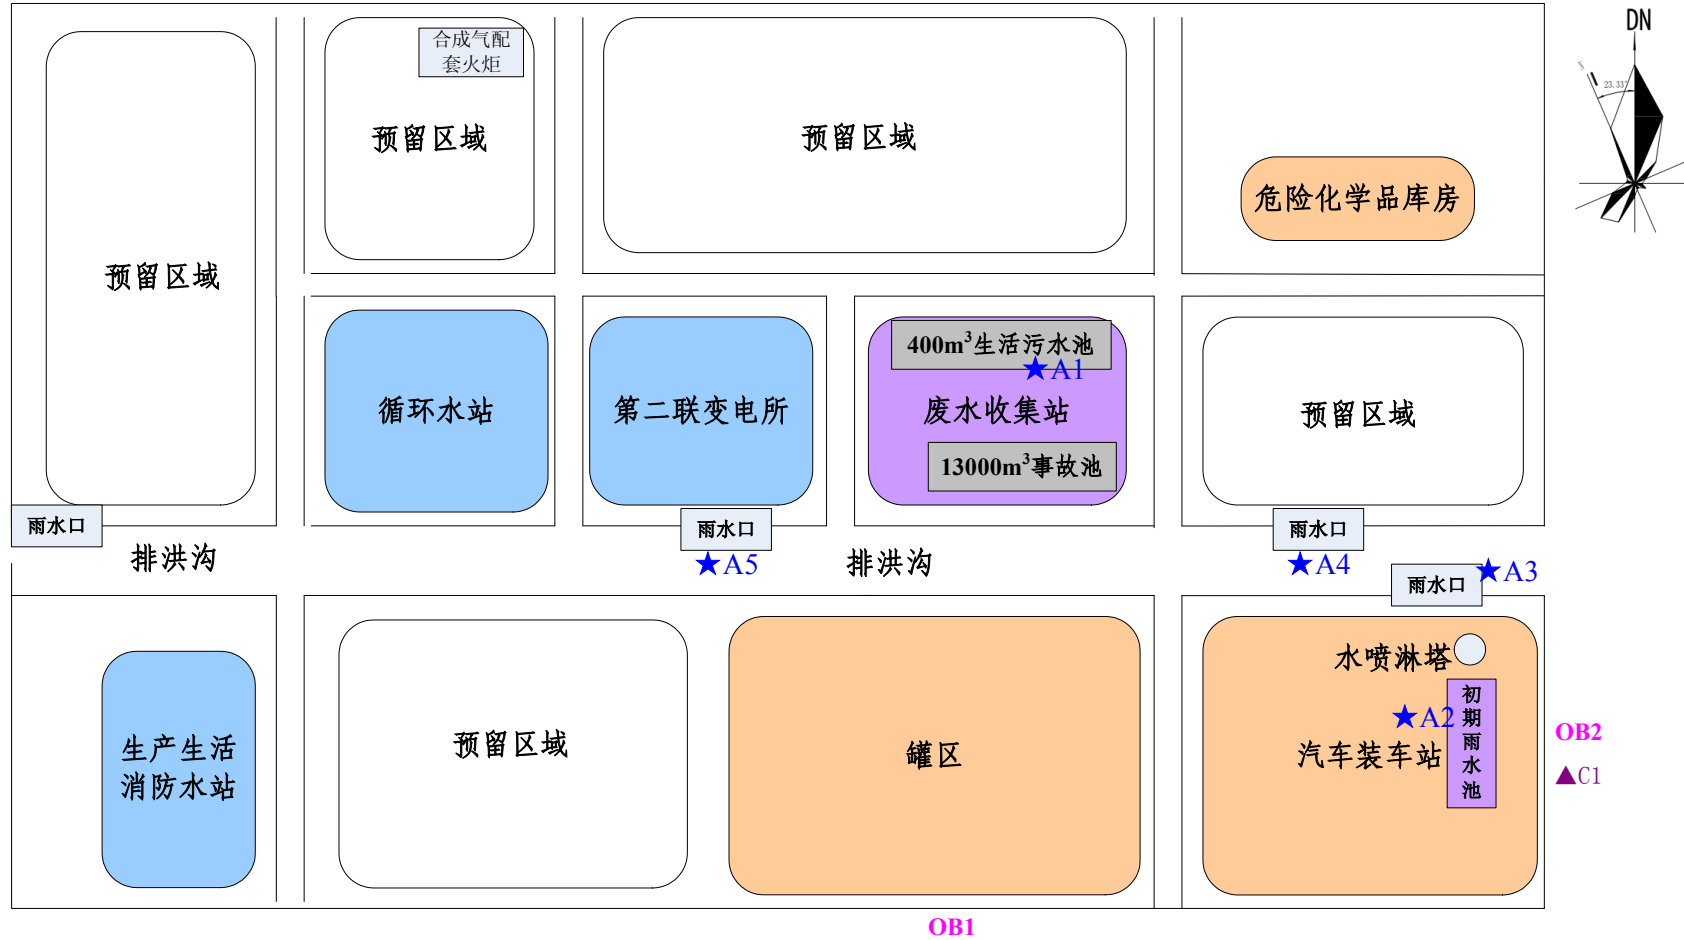 DN
23.33°
合成气配
套火炬
预留区域
预留区域
危险化学品库房
预留区域
400m³生活污水池
★A1
循环水站
第二联变电所
废水收集站
预留区域
13000m³事故池
雨水口
雨水口
雨水口
排洪沟
★A5
排洪沟
★A4
雨水口
★A3
水喷淋塔
初
期
雨
水
池
★A2
生产生活
消防水站
预留区域
罐区
汽车装车站
OB2
▲C1
OB1